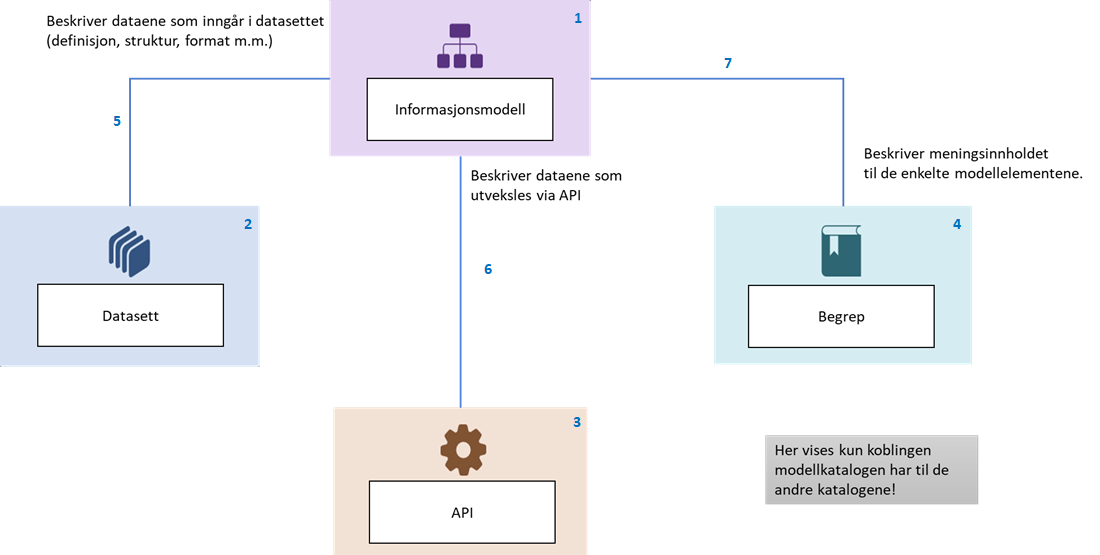 Beskriver dataene som inngår i datasettet
(definisjon, struktur, format m.m.)
1
Informasjonsmodell
7
5
Beskriver dataene som
utveksles via API
Beskriver meningsinnholdet
til de enkelte modellelementene.
2
Datasett
6
4
Begrep
3
API
Her vises kun koblingen
modellkatalogen har til de
andre katalogene!